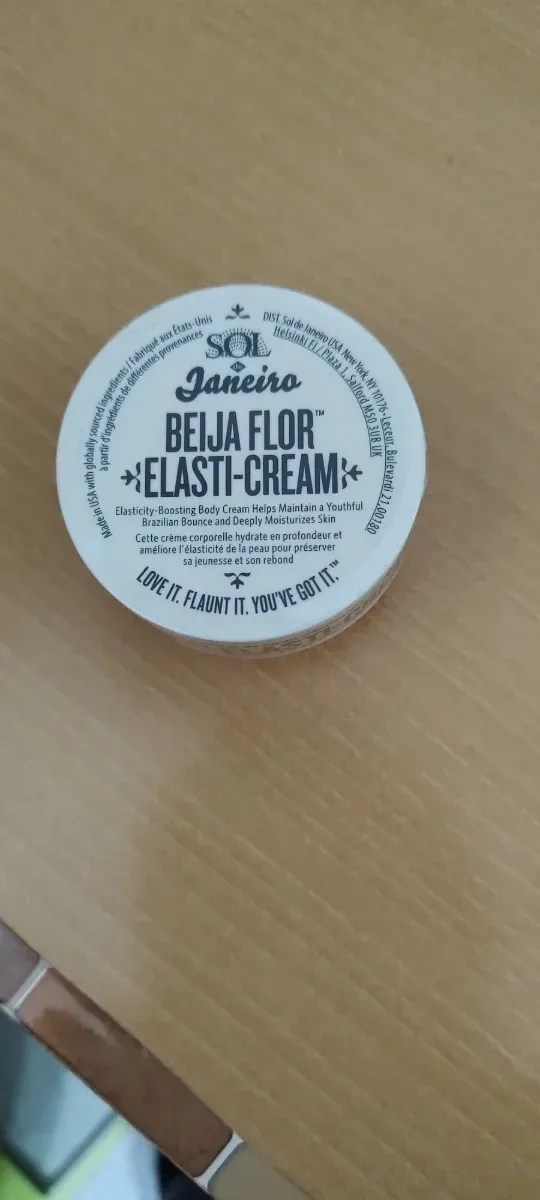 SOL
de
Janeiro
BEIJA FLOR™
ELASTI-CREAM
Elasticity-Boosting Body Cream Helps Maintain a Youthful
Brazilian Bounce and Deeply Moisturizes Skin
Cette crème corporelle hydrate en profondeur et
améliore l'élasticité de la peau pour préserver
sa jeunesse et son rebond
LOVE IT. FLAUNT IT. YOU'VE GOT IT.™
Made in USA with globally sourced ingredients / Fabriqué aux États-Unis
à partir d'ingrédients de différentes provenances
DIST. Sol de Janeiro USA, New York, NY 10176 - Leceur, Bulevardi 21, 00180
Helsinki FI / Plaza 1, Salford M50 3UB UK